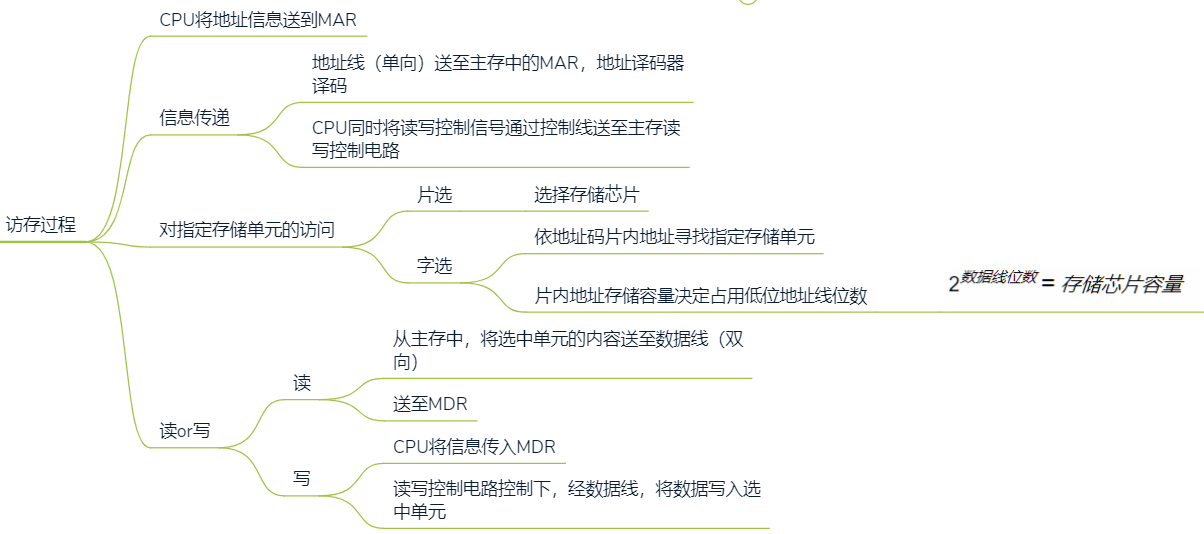 访存过程
CPU将地址信息送到MAR
信息传递
地址线（单向）送至主存中的MAR，地址译码器
译码
CPU同时将读写控制信号通过控制线送至主存读
写控制电路
对指定存储单元的访问
片选
选择存储芯片
字选
依地址码片内地址寻找指定存储单元
片内地址存储容量决定占用低位地址线位数
2^数据线位数 = 存储芯片容量
读or写
读
从主存中，将选中单元的内容送至数据线（双
向）
送至MDR
写
CPU将信息传入MDR
读写控制电路控制下，经数据线，将数据写入选
中单元